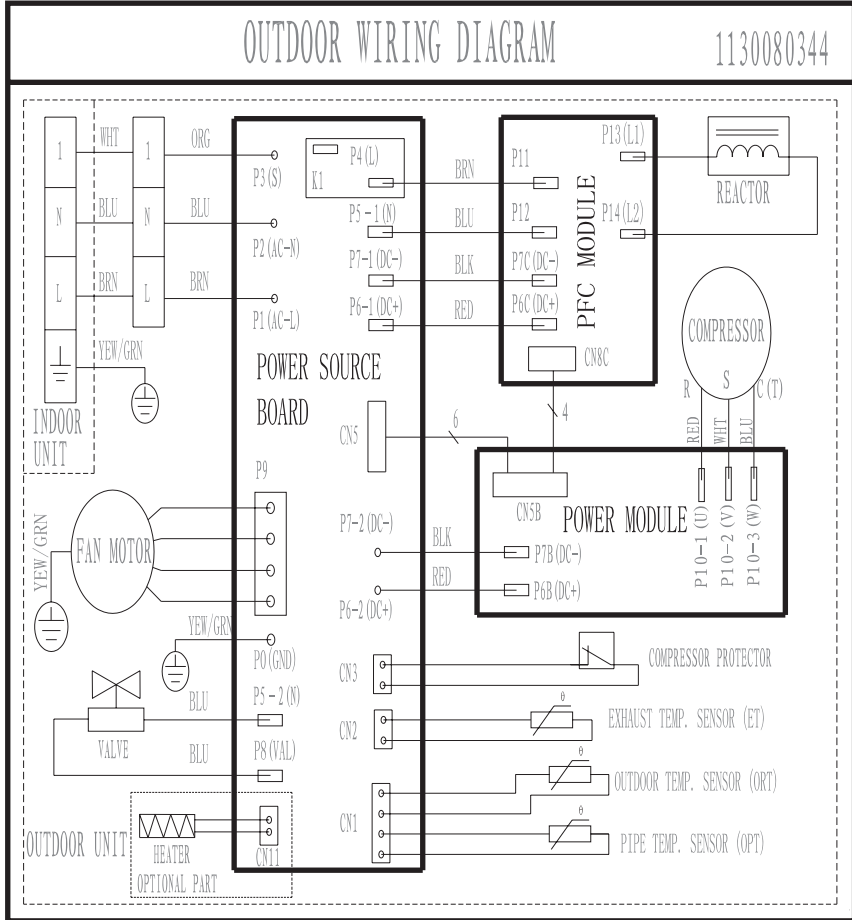 OUTDOOR WIRING DIAGRAM 1130080344
1 WHT 1 ORG
N BLU N BLU
L BRN L BRN
YEW/GRN
INDOOR
UNIT
P3(S)
P2(AC-N)
P1(AC-L)
K1
P4(L)
P5-1(N)
P7-1(DC-)
P6-1(DC+)
BRN
BLU
BLK
RED
P11
P12
P7C(DC-)
P6C(DC+)
PFC MODULE
P13(L1)
P14(L2)
CN8C
REACTOR
COMPRESSOR
R S C(T)
RED WHT BLU
POWER SOURCE
BOARD
CN5
6
4
CN5B
POWER MODULE
P10-1(U)
P10-2(V)
P10-3(W)
P9
FAN MOTOR
YEW/GRN
P7-2(DC-)
BLK
P7B(DC-)
RED
P6B(DC+)
P6-2(DC+)
YEW/GRN
P0(GND)
P5-2(N)
BLU
VALVE
BLU
P8(VAL)
CN3
COMPRESSOR PROTECTOR
CN2
θ
EXHAUST TEMP. SENSOR (ET)
θ
OUTDOOR TEMP. SENSOR (ORT)
CN1
θ
PIPE TEMP. SENSOR (OPT)
OUTDOOR UNIT
HEATER
CN11
OPTIONAL PART